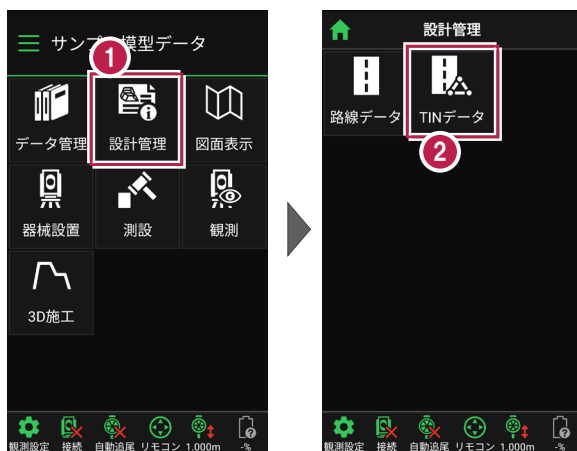 サンプル模型データ
1
データ管理 設計管理 図面表示
器械設置 測設 観測
3D施工
観測設定 接続 自動追尾 リモコン 1.000m -%
設計管理
路線データ TINデータ
2
観測設定 接続 自動追尾 リモコン 1.000m -%